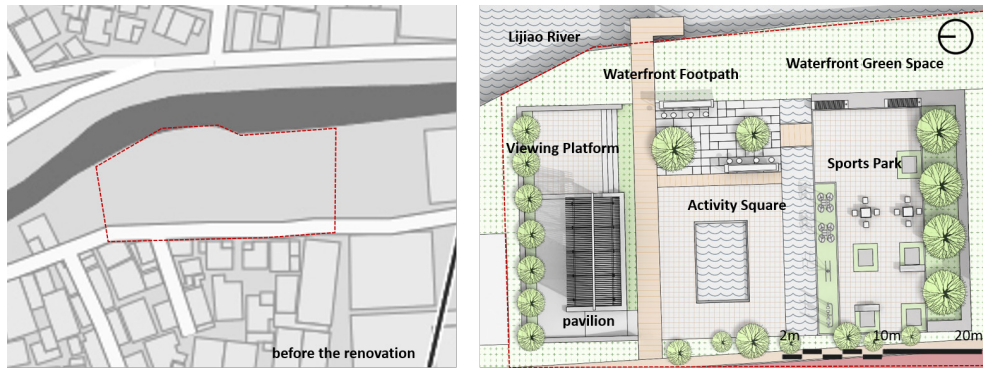 before the renovation
Lijiao River
Waterfront Footpath
Waterfront Green Space
Viewing Platform
Sports Park
Activity Square
pavilion
2m
10m
20m